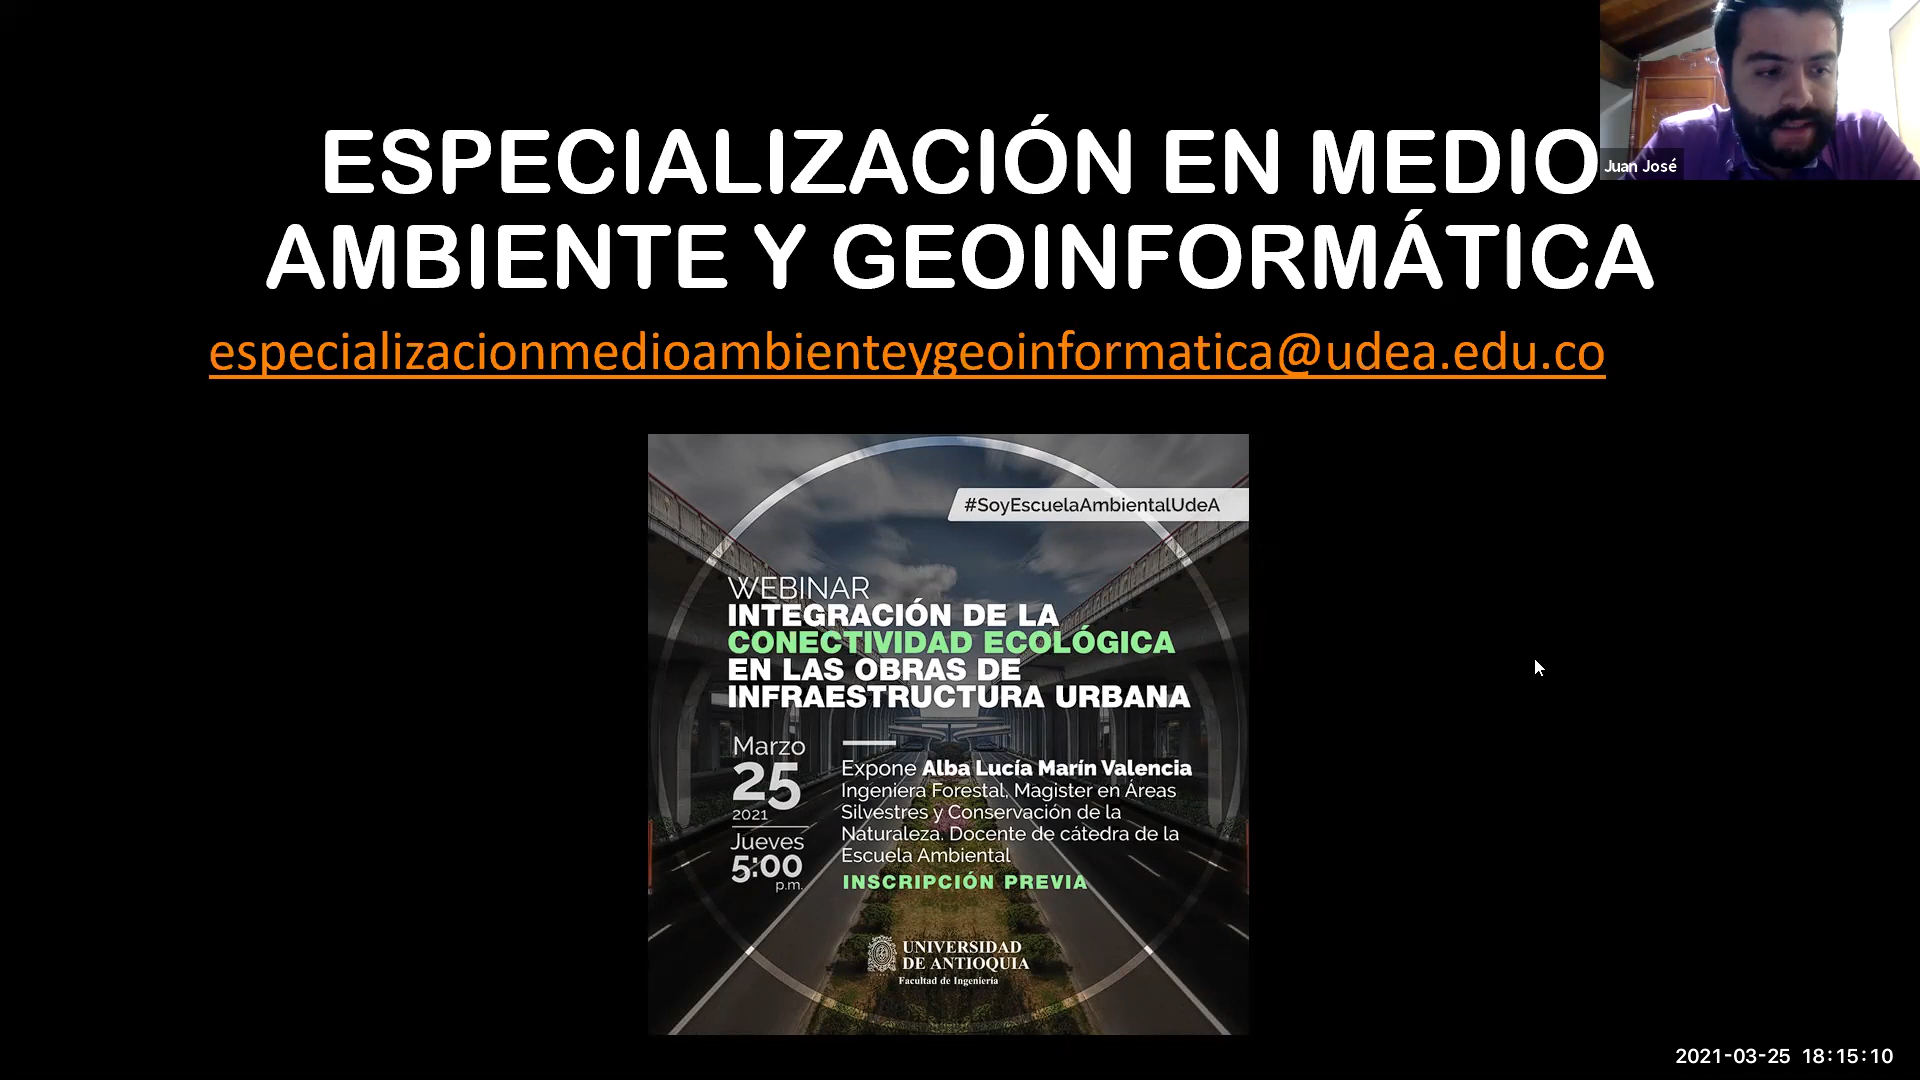 ESPECIALIZACIÓN EN MEDIO
AMBIENTE Y GEOINFORMÁTICA
Juan José
especializacionmedioambienteygeoinformatica@udea.edu.co
#SoyEscuelaAmbientalUdeA
WEBINAR
INTEGRACIÓN DE LA
CONECTIVIDAD ECOLÓGICA
EN LAS OBRAS DE
INFRAESTRUCTURA URBANA
Marzo
25
2021
Jueves
5:00
p.m.
Expone Alba Lucía Marín Valencia
Ingeniera Forestal, Magister en Áreas
Silvestres y Conservación de la
Naturaleza. Docente de cátedra de la
Escuela Ambiental
INSCRIPCIÓN PREVIA
UNIVERSIDAD
DE ANTIOQUIA
Facultad de Ingeniería
2021-03-25 18:15:10